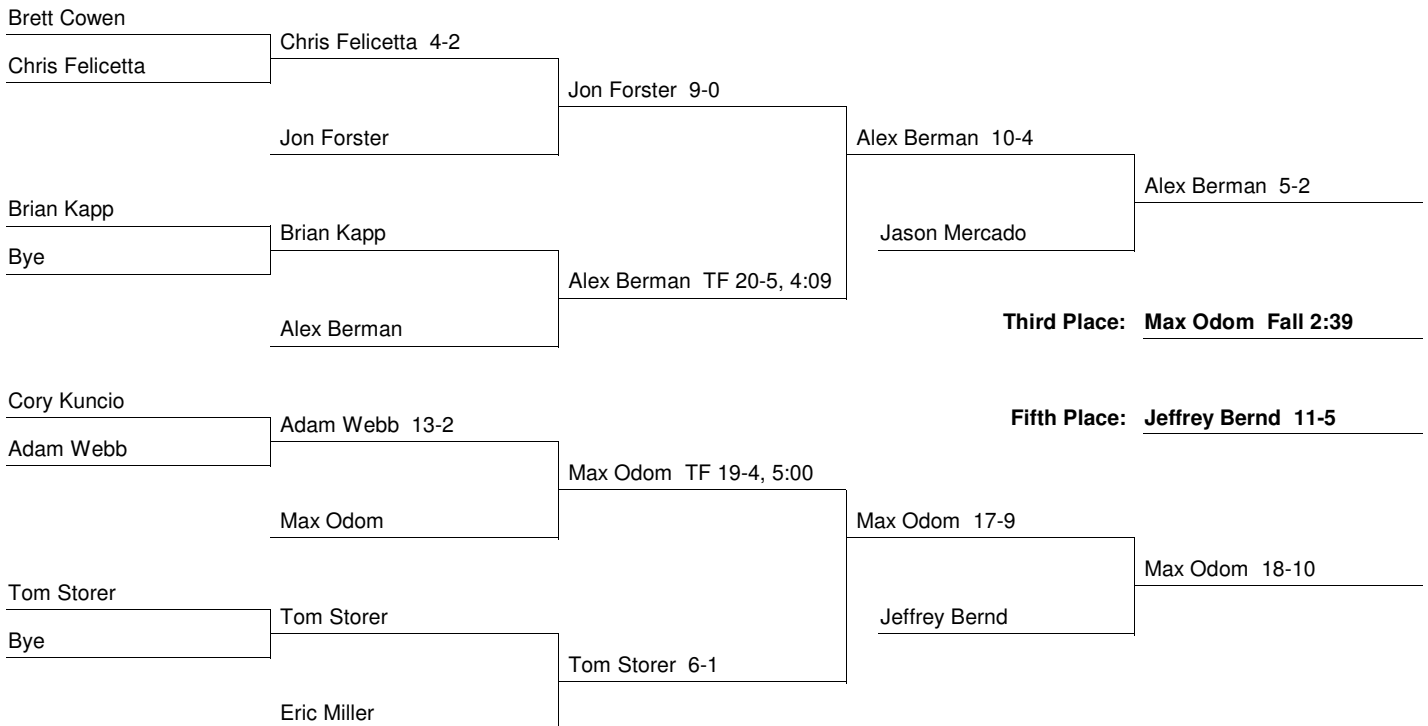 Brett Cowen
Chris Felicetta 4-2
Chris Felicetta
Jon Forster 9-0
Jon Forster
Alex Berman 10-4
Alex Berman 5-2
Brian Kapp
Brian Kapp
Jason Mercado
Bye
Alex Berman TF 20-5, 4:09
Alex Berman
Third Place: Max Odom Fall 2:39
Cory Kuncio
Adam Webb 13-2
Fifth Place: Jeffrey Bernd 11-5
Adam Webb
Max Odom TF 19-4, 5:00
Max Odom
Max Odom 17-9
Max Odom 18-10
Tom Storer
Tom Storer
Jeffrey Bernd
Bye
Tom Storer 6-1
Eric Miller